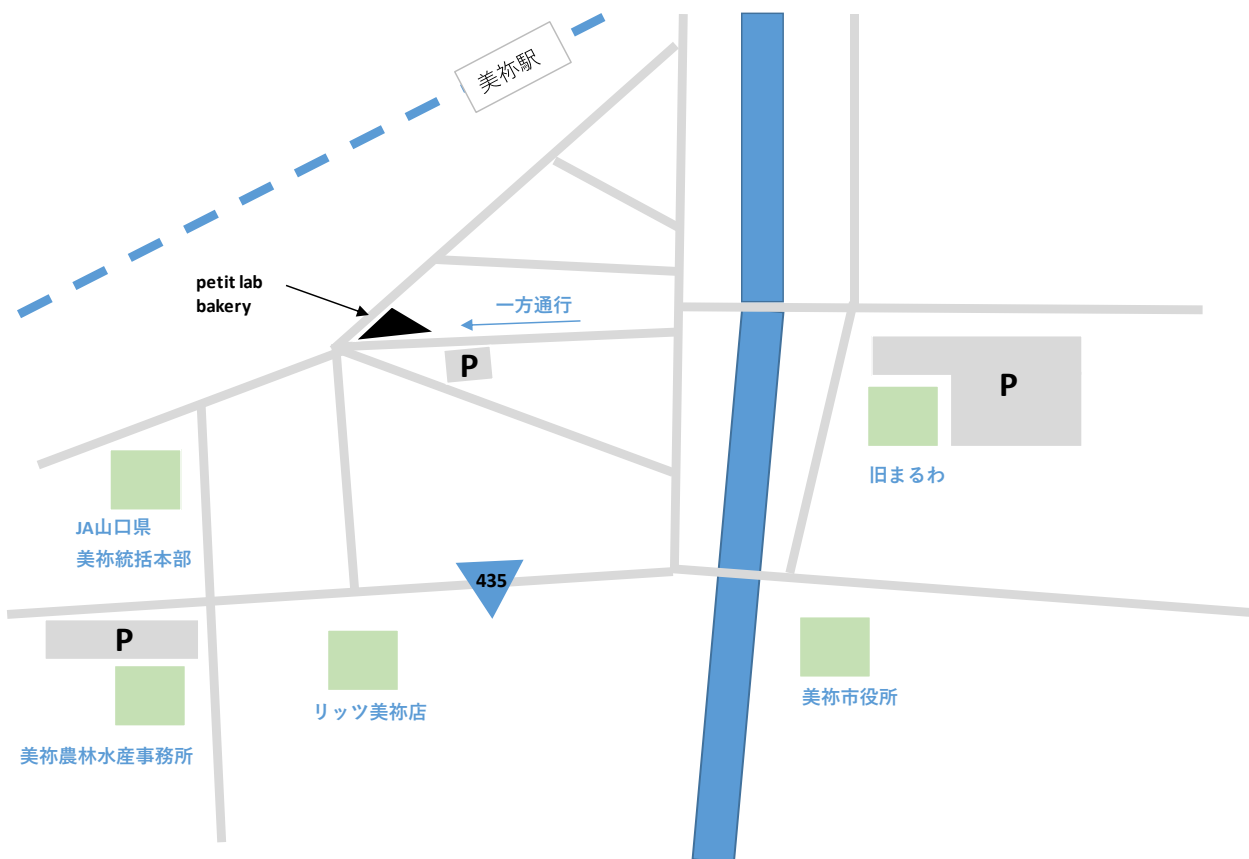 美祢駅
petit lab
bakery
一方通行
P
P
旧まるわ
JA山口県
美祢統括本部
435
P
リッツ美祢店
美祢市役所
美祢農林水産事務所